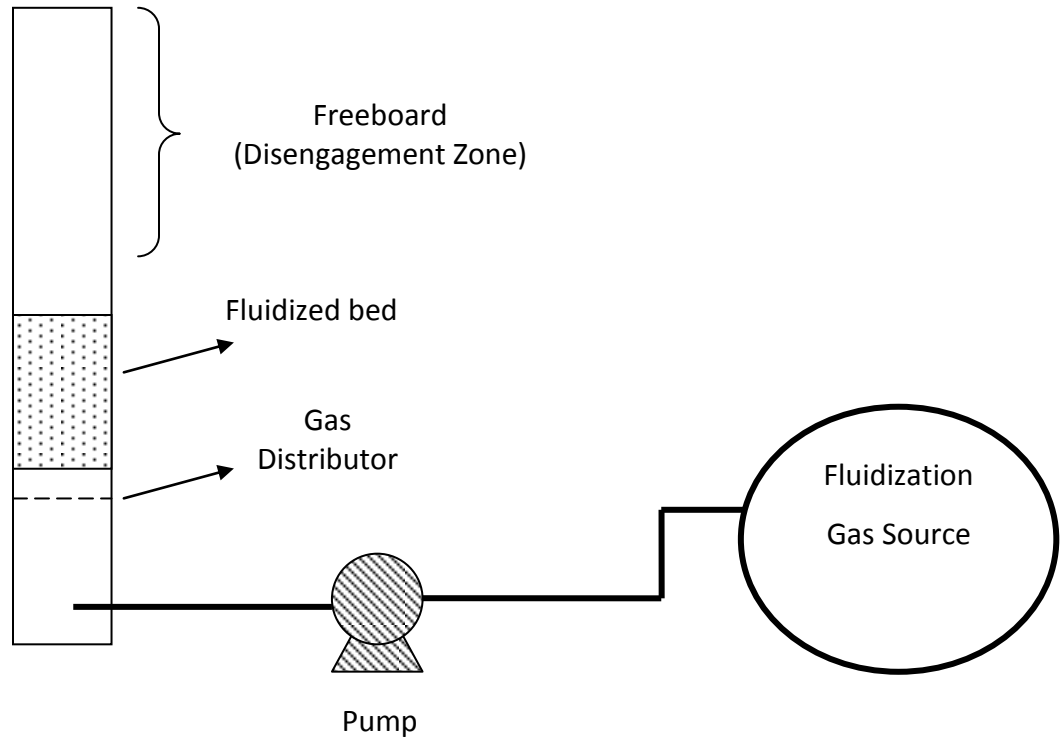 Freeboard
(Disengagement Zone)
Fluidized bed
Gas
Distributor
Fluidization
Gas Source
Pump